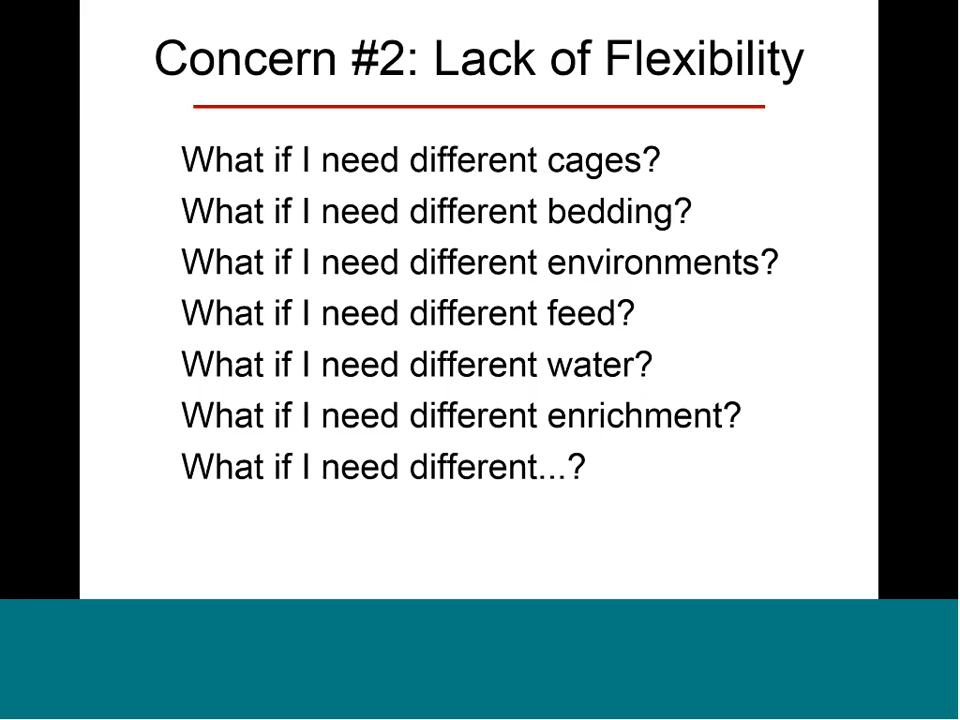 Concern #2: Lack of Flexibility
What if I need different cages?
What if I need different bedding?
What if I need different environments?
What if I need different feed?
What if I need different water?
What if I need different enrichment?
What if I need different...?